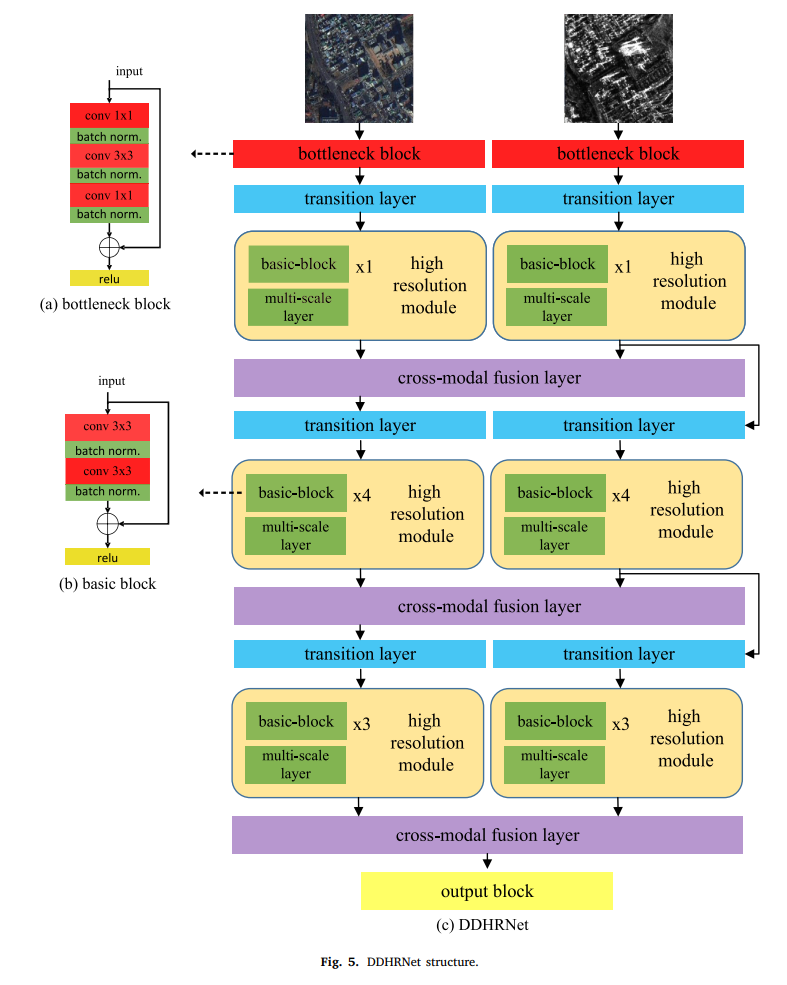 input
conv 1x1
batch norm.
conv 3x3
batch norm.
conv 1x1
batch norm.
relu
(a) bottleneck block
input
conv 3x3
batch norm.
conv 3x3
batch norm.
relu
(b) basic block
bottleneck block
bottleneck block
transition layer
transition layer
basic-block
x1
multi-scale
layer
high
resolution
module
basic-block
x1
multi-scale
layer
high
resolution
module
cross-modal fusion layer
transition layer
transition layer
basic-block
x4
multi-scale
layer
high
resolution
module
basic-block
x4
multi-scale
layer
high
resolution
module
cross-modal fusion layer
transition layer
transition layer
basic-block
x3
multi-scale
layer
high
resolution
module
basic-block
x3
multi-scale
layer
high
resolution
module
cross-modal fusion layer
output block
(c) DDHRNet
Fig. 5. DDHRNet structure.